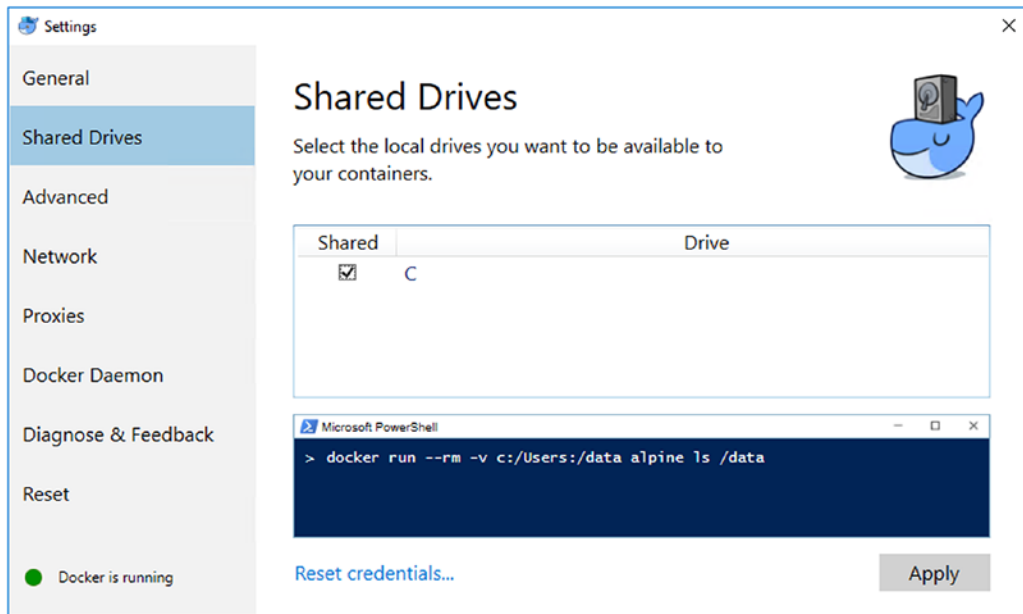 Settings
General
Shared Drives
Advanced
Network
Proxies
Docker Daemon
Diagnose & Feedback
Reset
Docker is running
Shared Drives
Select the local drives you want to be available to
your containers.
Shared Drive
C
Microsoft PowerShell
> docker run --rm -v c:/Users:/data alpine ls /data
Reset credentials...
Apply